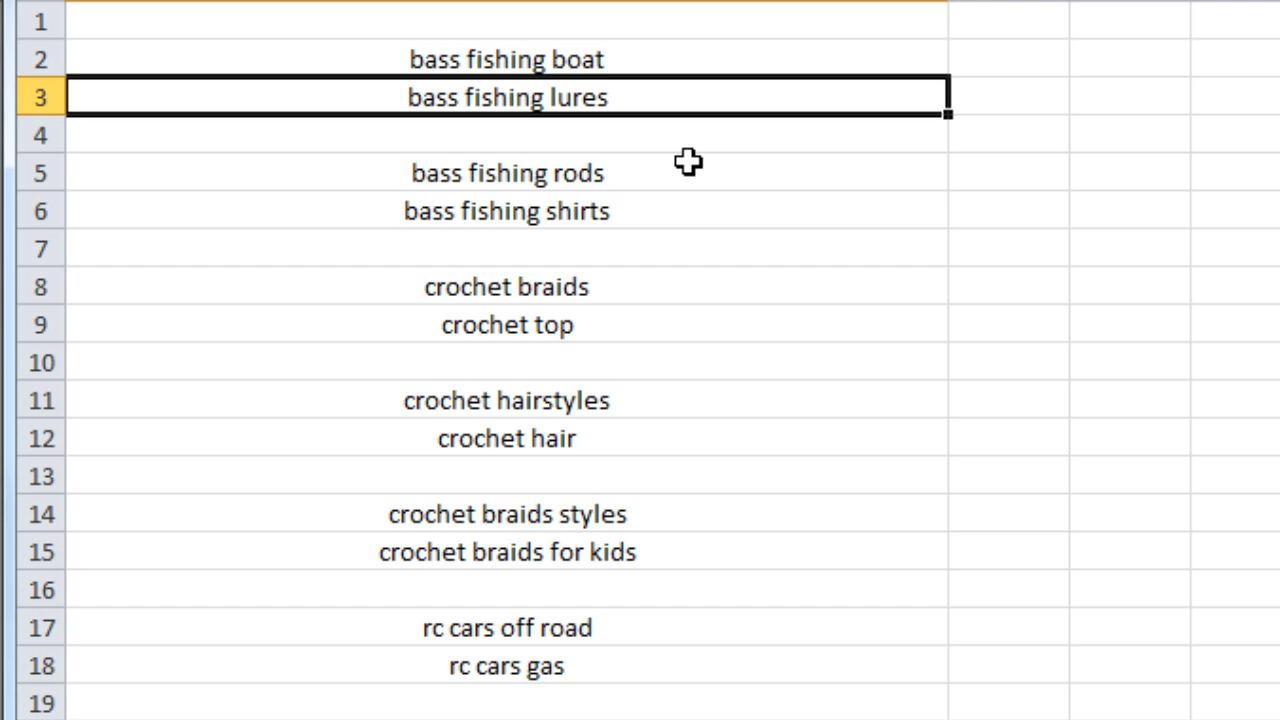 1
2 bass fishing boat
3 bass fishing lures
4
5 bass fishing rods
6 bass fishing shirts
7
8 crochet braids
9 crochet top
10
11 crochet hairstyles
12 crochet hair
13
14 crochet braids styles
15 crochet braids for kids
16
17 rc cars off road
18 rc cars gas
19